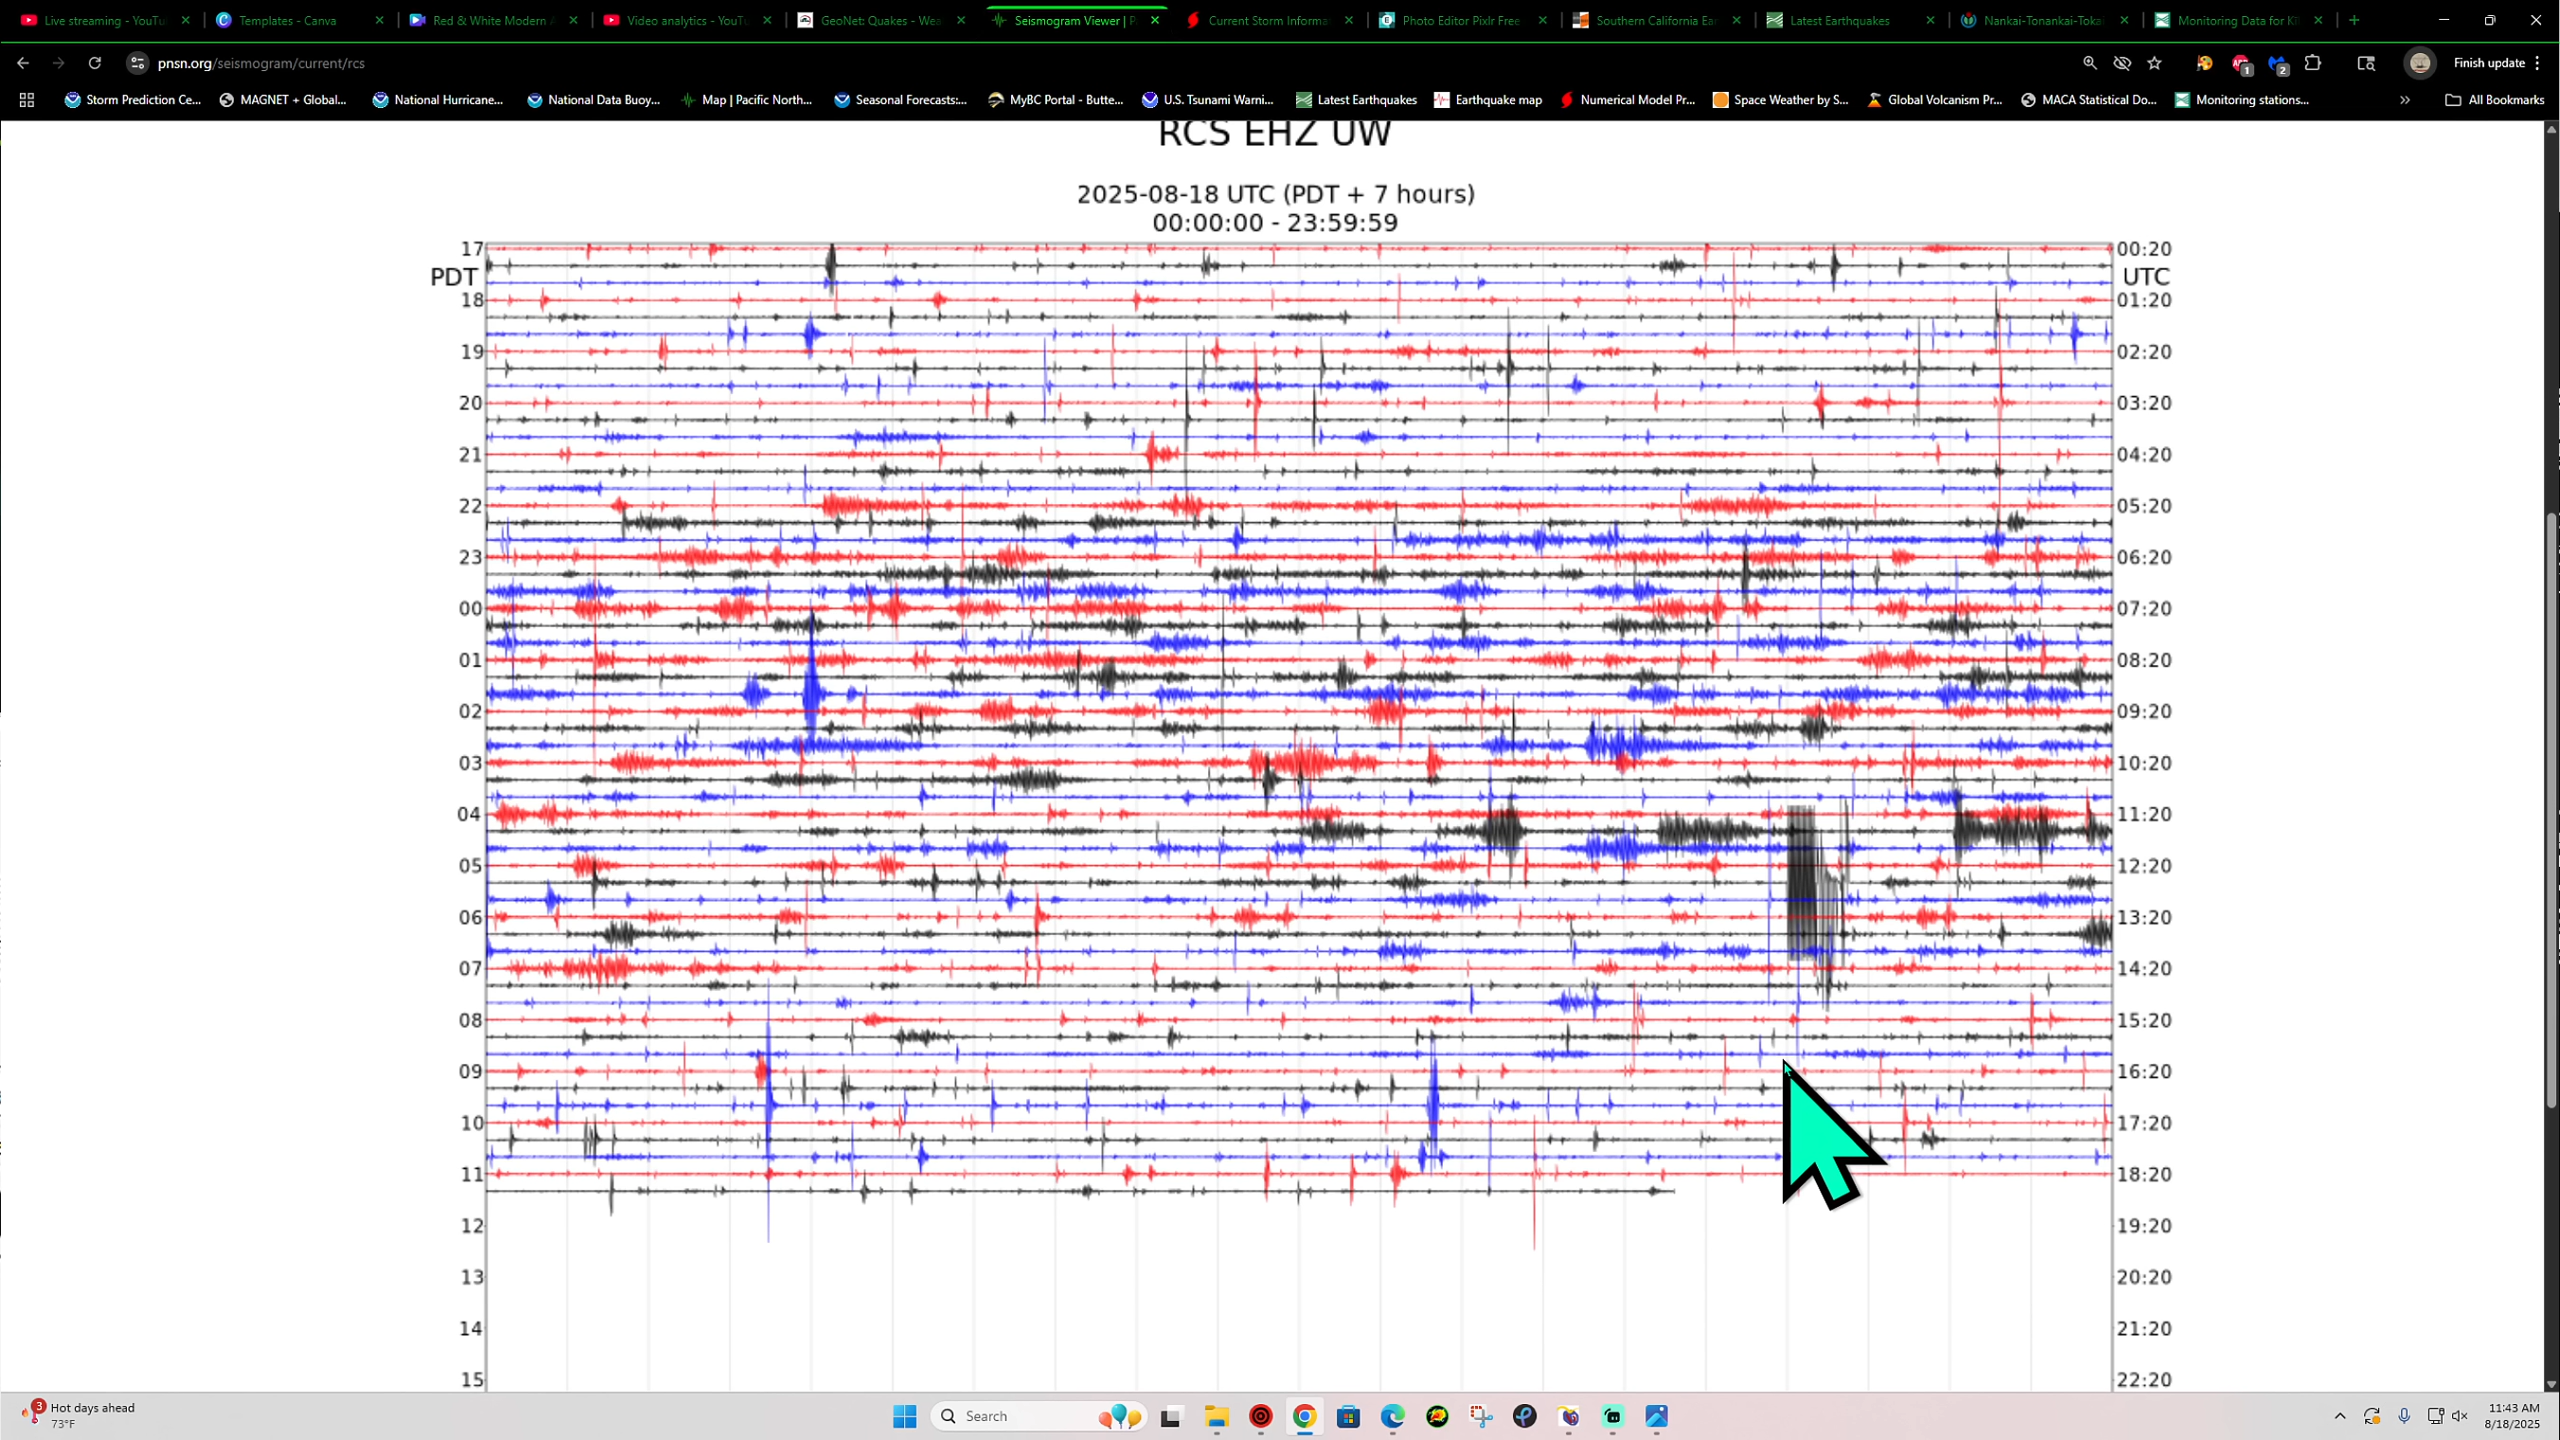 Live streaming - YouTu
Templates - Canva
Red & White Modern
Video analytics - YouTu
GeoNet: Quakes - Wea
Seismogram Viewer | P
Current Storm Informa
Photo Editor Pixlr Free
Southern California Ea
Latest Earthquakes
Nankai-Tonankai-Toka
Monitoring Data for Ki
pnsn.org/seismogram/current/rcs
1
2
Finish update
Storm Prediction Ce...
MAGNET + Global...
National Hurricane...
National Data Buoy...
Map | Pacific North...
Seasonal Forecasts:...
MyBC Portal - Butte...
U.S. Tsunami Warni...
Latest Earthquakes
Earthquake map
Numerical Model Pr...
Space Weather by S...
Global Volcanism Pr...
MACA Statistical Do...
Monitoring stations...
All Bookmarks
RCS EHZ UW
2025-08-18 UTC (PDT + 7 hours)
00:00:00 - 23:59:59
17 00:20
PDT UTC
18 01:20
19 02:20
20 03:20
21 04:20
22 05:20
23 06:20
00 07:20
01 08:20
02 09:20
03 10:20
04 11:20
05 12:20
06 13:20
07 14:20
08 15:20
09 16:20
10 17:20
11 18:20
12 19:20
13 20:20
14 21:20
15 22:20
3
Hot days ahead
73°F
Search
11:43 AM
8/18/2025